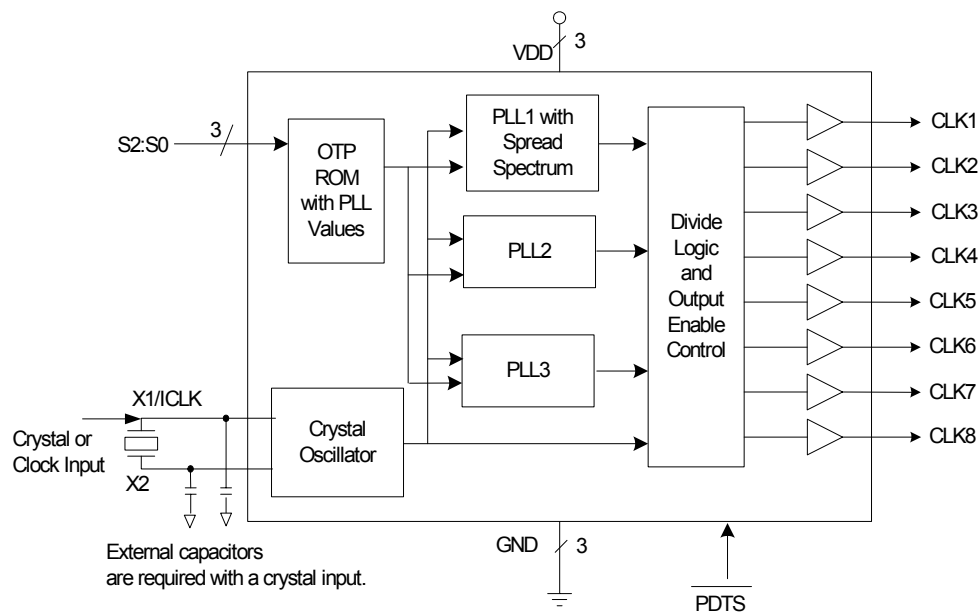 VDD
3
S2:S0
3
OTP
ROM
with PLL
Values
PLL1 with
Spread
Spectrum
PLL2
PLL3
Divide
Logic
and
Output
Enable
Control
CLK1
CLK2
CLK3
CLK4
CLK5
CLK6
CLK7
CLK8
X1/ICLK
Crystal or
Clock Input
X2
Crystal
Oscillator
External capacitors
are required with a crystal input.
GND
3
PDTS